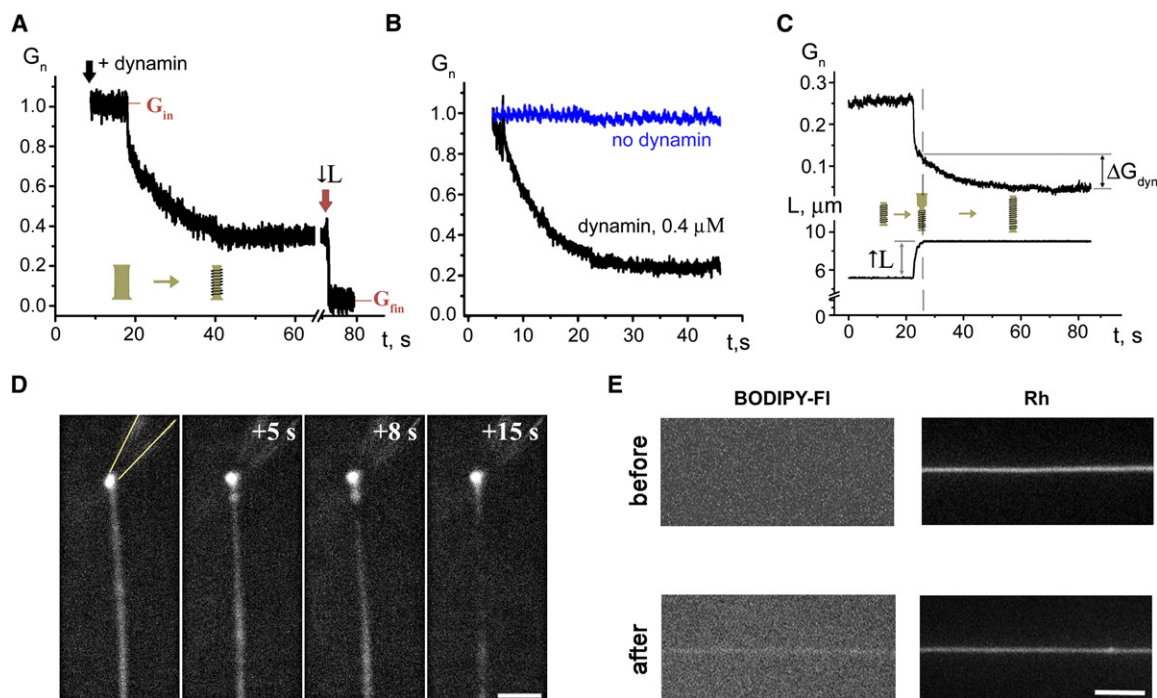 A
Gn
+ dynamin
1.0
0.8
0.6
0.4
0.2
0.0
Gin
↓L
Gfin
0
20
40
60
80
t, s
B
Gn
1.0
0.8
0.6
0.4
0.2
0.0
no dynamin
dynamin, 0.4 μM
0
10
20
30
40
50
t,s
C
Gn
0.3
0.2
0.1
ΔGdyn
L, μm
10
8
6
0
↑L
0
20
40
60
80
t, s
D
+5 s
+8 s
+15 s
E
BODIPY-Fl
Rh
before
after